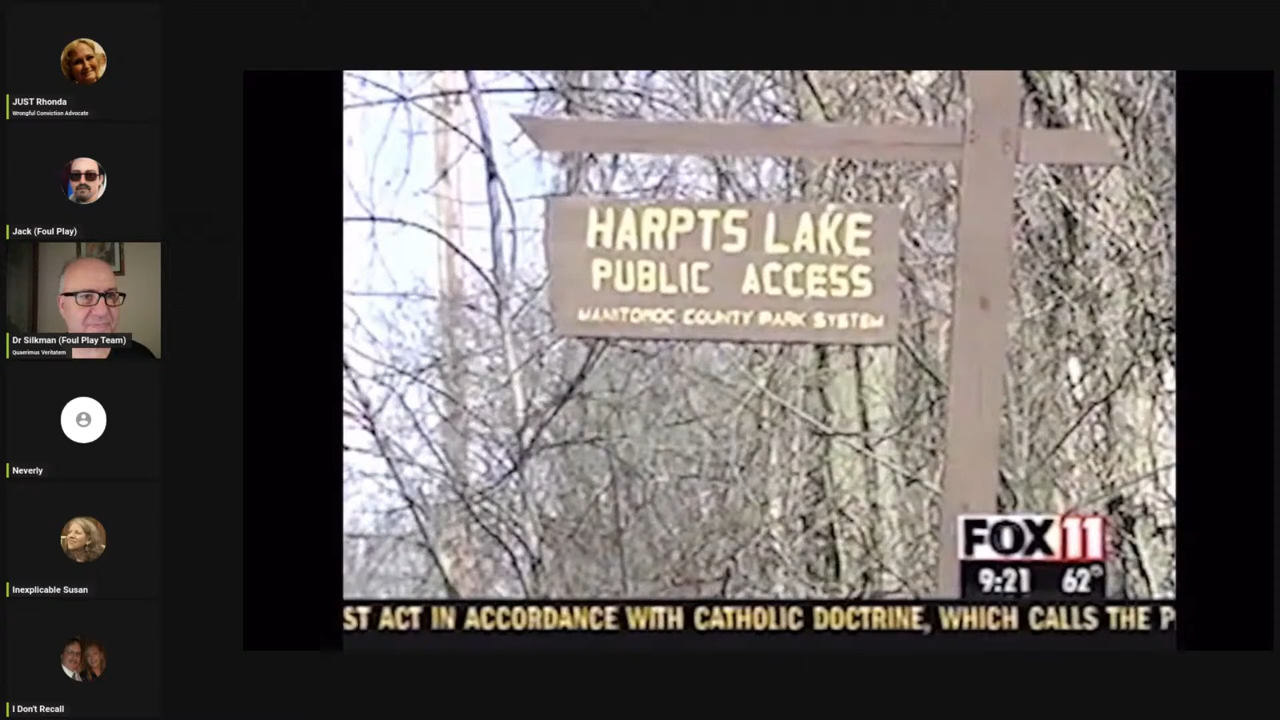 JUST Rhonda
Wrongful Conviction Advocate
Jack (Foul Play)
Dr Silkman (Foul Play Team)
Quaerimus Veritatem
Neverly
Inexplicable Susan
I Don't Recall
HARPTS LAKE
PUBLIC ACCESS
MANITOWOC COUNTY PARK SYSTEM
FOX 11
9:21 62°
ST ACT IN ACCORDANCE WITH CATHOLIC DOCTRINE, WHICH CALLS THE P